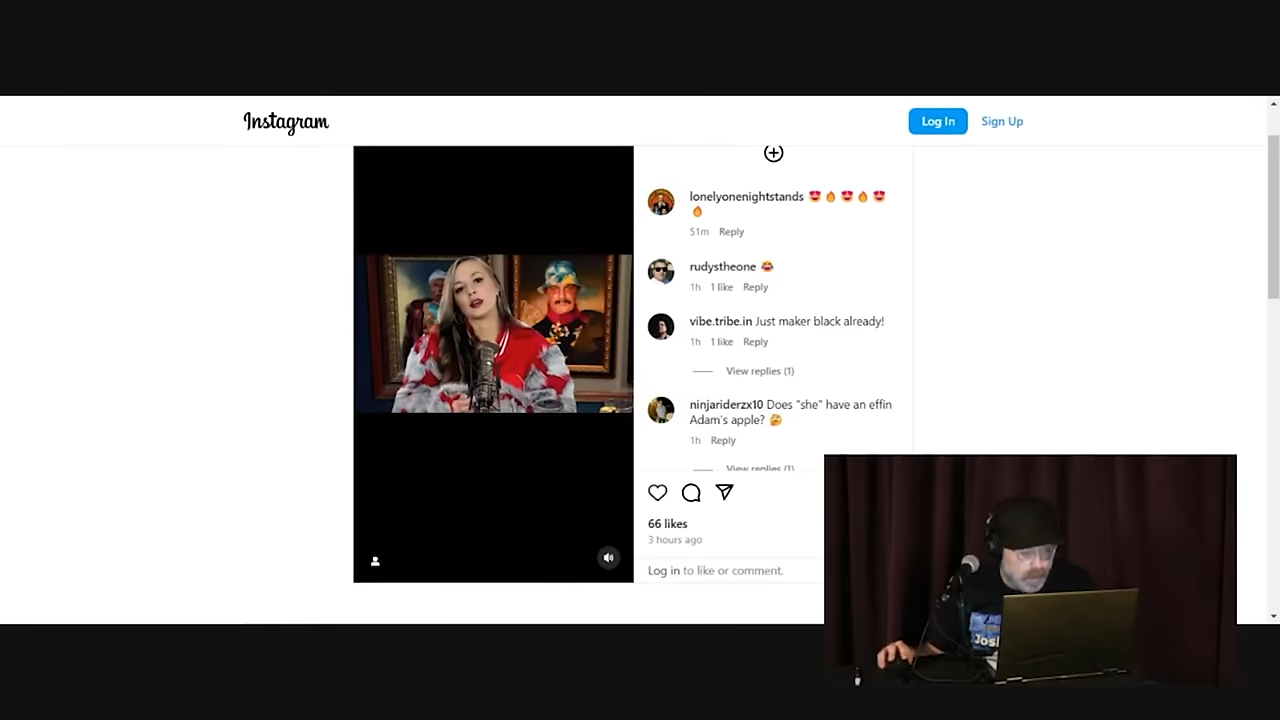 Instagram
Log In
Sign Up
lonelyonenightstands 😍 🔥 😍 🔥 😍
🔥
51m Reply
rudystheone 😂
1h 1 like Reply
vibe.tribe.in Just maker black already!
1h 1 like Reply
View replies (1)
ninjariderzx10 Does "she" have an effin
Adam's apple? 🤔
1h Reply
View replies (1)
66 likes
3 hours ago
Log in to like or comment.